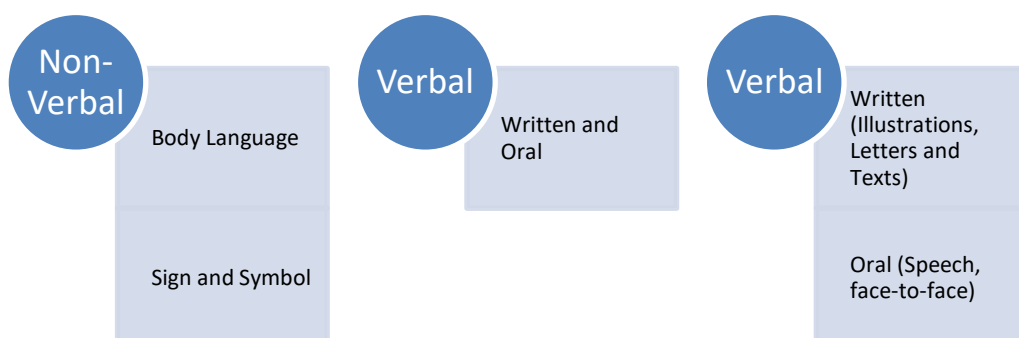 Non-
Verbal
Body Language
Sign and Symbol
Verbal
Written and
Oral
Verbal
Written
(Illustrations,
Letters and
Texts)
Oral (Speech,
face-to-face)